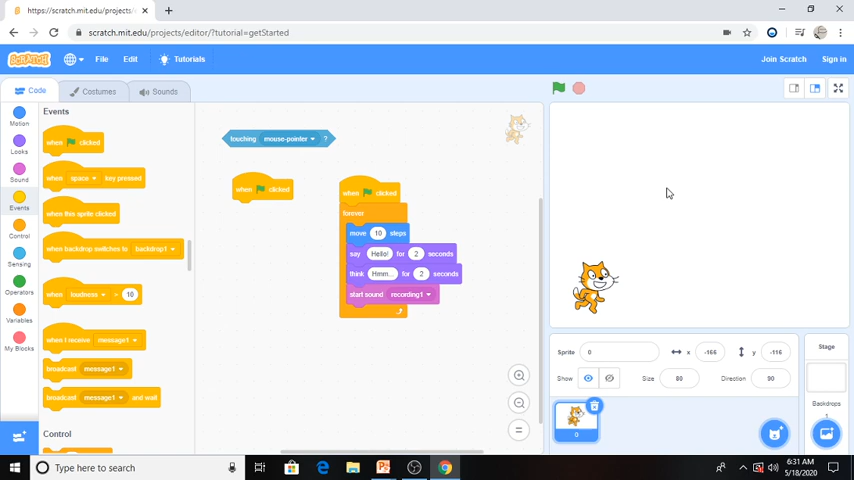 https://scratch.mit.edu/projects/e
scratch.mit.edu/projects/editor/?tutorial=getStarted
SCRATCH File Edit Tutorials Join Scratch Sign in
Code Costumes Sounds
Events
Motion
Looks
Sound
Events
Control
Sensing
Operators
Variables
My Blocks
when clicked
when space key pressed
when this sprite clicked
when backdrop switches to backdrop1
when loudness > 10
when I receive message1
broadcast message1
broadcast message1 and wait
Control
touching mouse-pointer ?
when clicked
when clicked
forever
move 10 steps
say Hello! for 2 seconds
think Hmm... for 2 seconds
start sound recording1
Sprite 0 x -166 y -116
Show Size 80 Direction 90
0
Stage
Backdrops
1
Type here to search
6:31 AM
5/18/2020